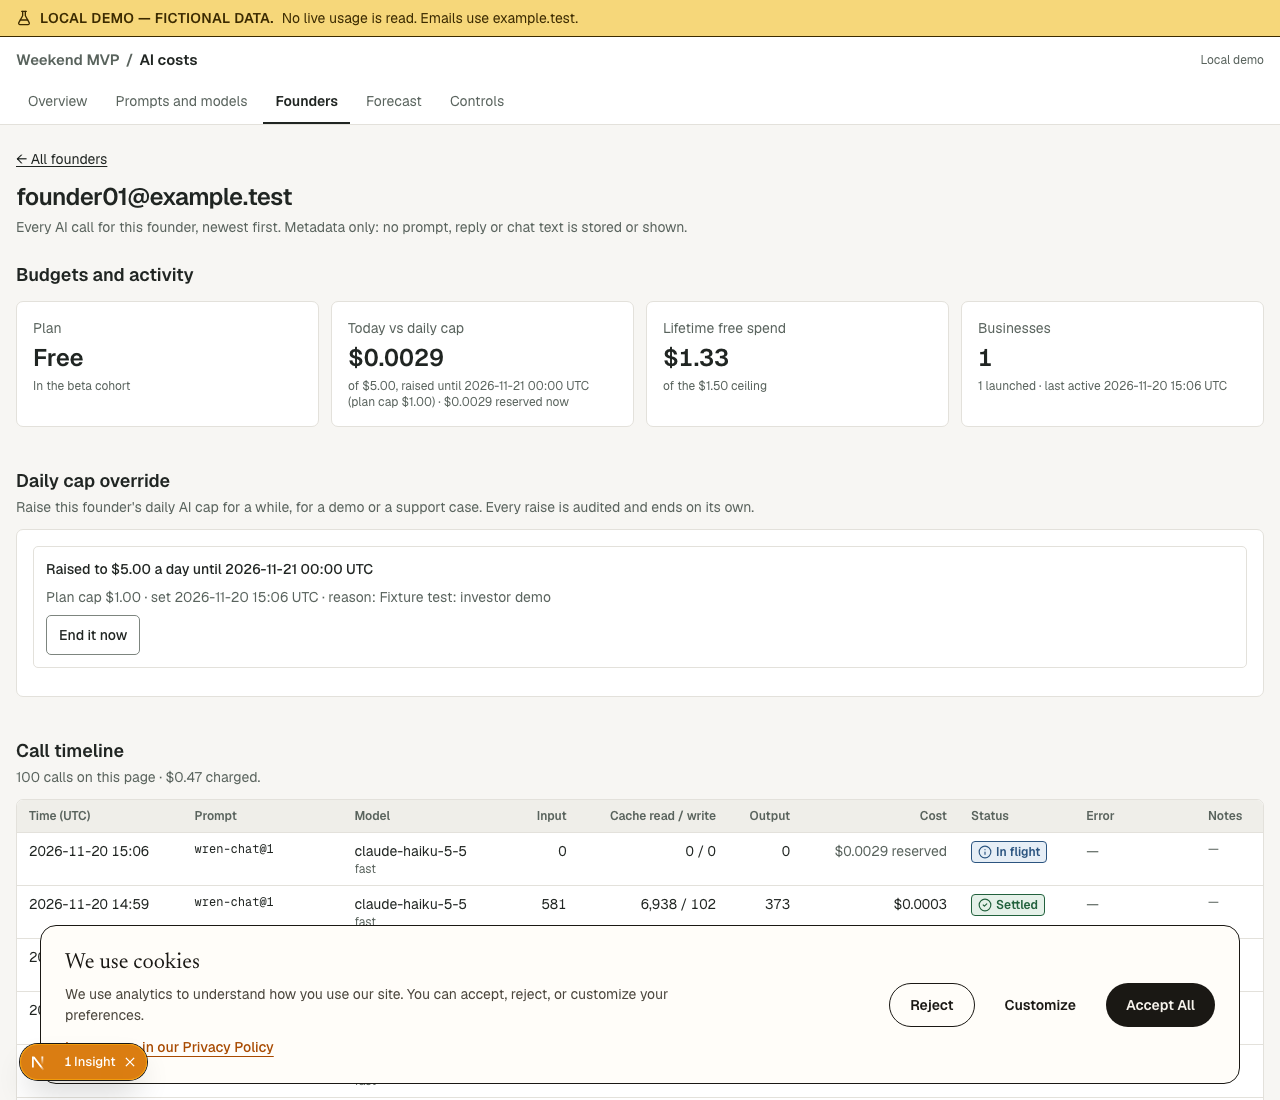 LOCAL DEMO — FICTIONAL DATA. No live usage is read. Emails use example.test.
Weekend MVP / AI costs
Local demo
Overview Prompts and models Founders Forecast Controls
← All founders
founder01@example.test
Every AI call for this founder, newest first. Metadata only: no prompt, reply or chat text is stored or shown.
Budgets and activity
Plan
Free
In the beta cohort
Today vs daily cap
$0.0029
of $5.00, raised until 2026-11-21 00:00 UTC
(plan cap $1.00) · $0.0029 reserved now
Lifetime free spend
$1.33
of the $1.50 ceiling
Businesses
1
1 launched · last active 2026-11-20 15:06 UTC
Daily cap override
Raise this founder's daily AI cap for a while, for a demo or a support case. Every raise is audited and ends on its own.
Raised to $5.00 a day until 2026-11-21 00:00 UTC
Plan cap $1.00 · set 2026-11-20 15:06 UTC · reason: Fixture test: investor demo
End it now
Call timeline
100 calls on this page · $0.47 charged.
Time (UTC) Prompt Model Input Cache read / write Output Cost Status Error Notes
2026-11-20 15:06 wren-chat@1 claude-haiku-5-5 0 0 / 0 0 $0.0029 reserved In flight — —
fast
2026-11-20 14:59 wren-chat@1 claude-haiku-5-5 581 6,938 / 102 373 $0.0003 Settled — —
fast
We use cookies
We use analytics to understand how you use our site. You can accept, reject, or customize your
preferences.
in our Privacy Policy
Reject
Customize
Accept All
1 Insight